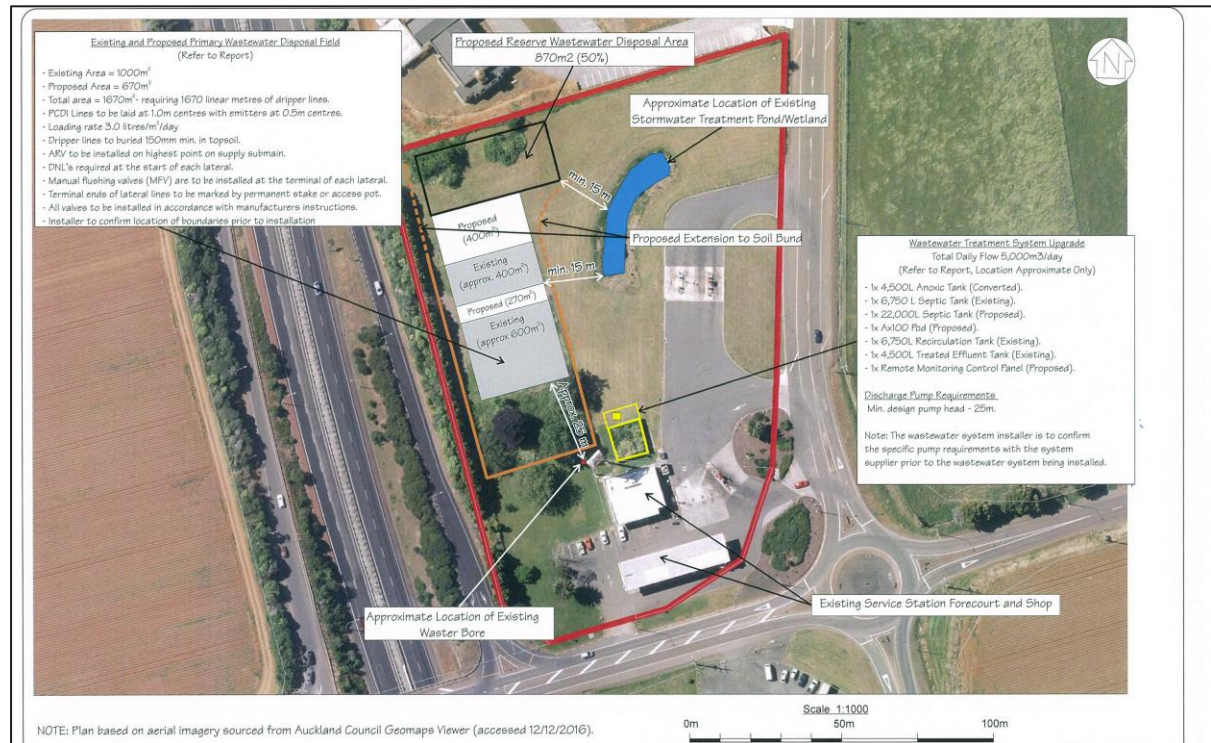 Existing and Proposed Primary Wastewater Disposal Field
(Refer to Report)
- Existing Area = 1000m²
- Proposed Area = 670m²
- Total area = 1670m²- requiring 1670 linear metres of dripper lines.
- PCDI Lines to be laid at 1.0m centres with emitters at 0.5m centres.
- Loading rate 3.0 litres/m²/day
- Dripper lines to buried 150mm min. in topsoil.
- ARV to be installed on highest point on supply submain.
- DNL's required at the start of each lateral.
- Manual flushing valves (MFV) are to be installed at the terminal of each lateral.
- Terminal ends of lateral lines to be marked by permanent stake or access pot.
- All valves to be installed in accordance with manufacturers instructions.
- Installer to confirm location of boundaries prior to installation
Proposed Reserve Wastewater Disposal Area
870m2 (50%)
N
Approximate Location of Existing
Stormwater Treatment Pond/Wetland
min. 15 m
Proposed
(400m²)
Proposed Extension to Soil Bund
Existing
(approx. 400m²)
min. 15 m
Proposed (270m²)
Existing
(approx 600m²)
Approx. 25 m
Wastewater Treatment System Upgrade
Total Daily Flow 5,000m3/day
(Refer to Report, Location Approximate Only)
- 1x 4,500L Anoxic Tank (Converted).
- 1x 6,750 L Septic Tank (Existing).
- 1x 22,000L Septic Tank (Proposed).
- 1x Ax100 Pod (Proposed).
- 1x 6,750L Recirculation Tank (Existing).
- 1x 4,500L Treated Effluent Tank (Existing).
- 1x Remote Monitoring Control Panel (Proposed).
Discharge Pump Requirements
Min. design pump head - 25m.
Note: The wastewater system installer is to confirm
the specific pump requirements with the system
supplier prior to the wastewater system being installed.
Approximate Location of Existing
Waster Bore
Existing Service Station Forecourt and Shop
Scale 1:1000
0m 50m 100m
NOTE: Plan based on aerial imagery sourced from Auckland Council Geomaps Viewer (accessed 12/12/2016).